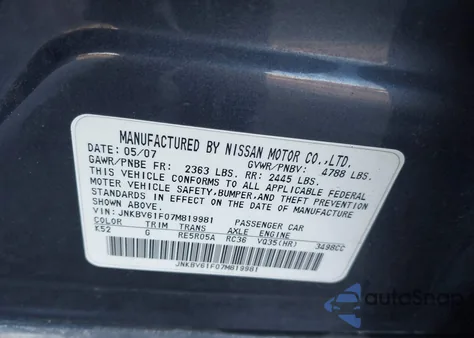 MANUFACTURED BY NISSAN MOTOR CO.,LTD.
DATE: 05/07 GVWR/PNBV: 4788 LBS.
GAWR/PNBE FR: 2363 LBS. RR: 2445 LBS.
THIS VEHICLE CONFORMS TO ALL APPLICABLE FEDERAL
MOTOR VEHICLE SAFETY, BUMPER, AND THEFT PREVENTION
STANDARDS IN EFFECT ON THE DATE OF
MANUFACTURE SHOWN ABOVE.
VIN: JNKBV61F07M819981 PASSENGER CAR
COLOR TRIM TRANS AXLE ENGINE
K52 G RE5R05A RC36 VQ35(HR) 3498CC
JNKBV61F07M819981
autoSnap